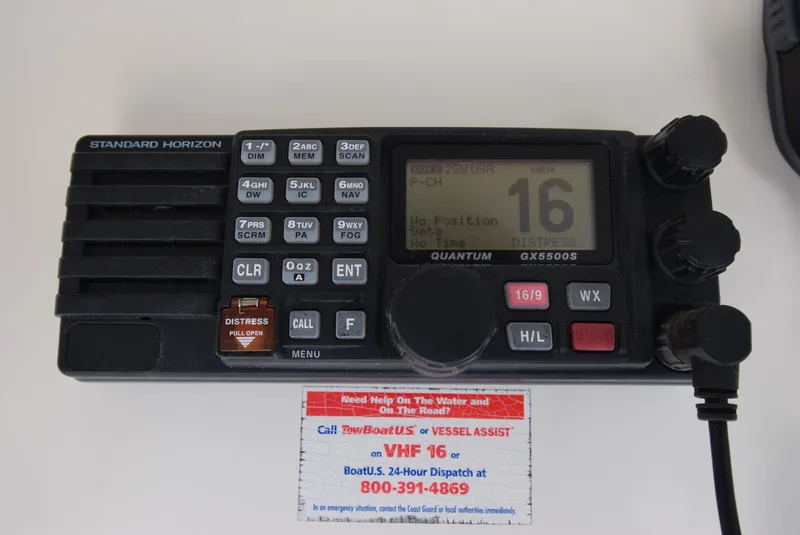 STANDARD HORIZON
1 -/* 2ABC 3DEF
DIM MEM SCAN
4GHI 5JKL 6MNO
DW IC NAV
7PRS 8TUV 9WXY
SCRM PA FOG
CLR 0QZ ENT
A
DISTRESS
PULL OPEN
CALL F
MENU
25W USA MEM
P-CH
16
No Position
Data
No Time DISTRESS
QUANTUM GX5500S
16/9 WX
H/L
Need Help On The Water and
On The Road?
Call TowBoatU.S. or VESSEL ASSIST
on VHF 16 or
BoatU.S. 24-Hour Dispatch at
800-391-4869
In an emergency situation, contact the Coast Guard or local authorities immediately.